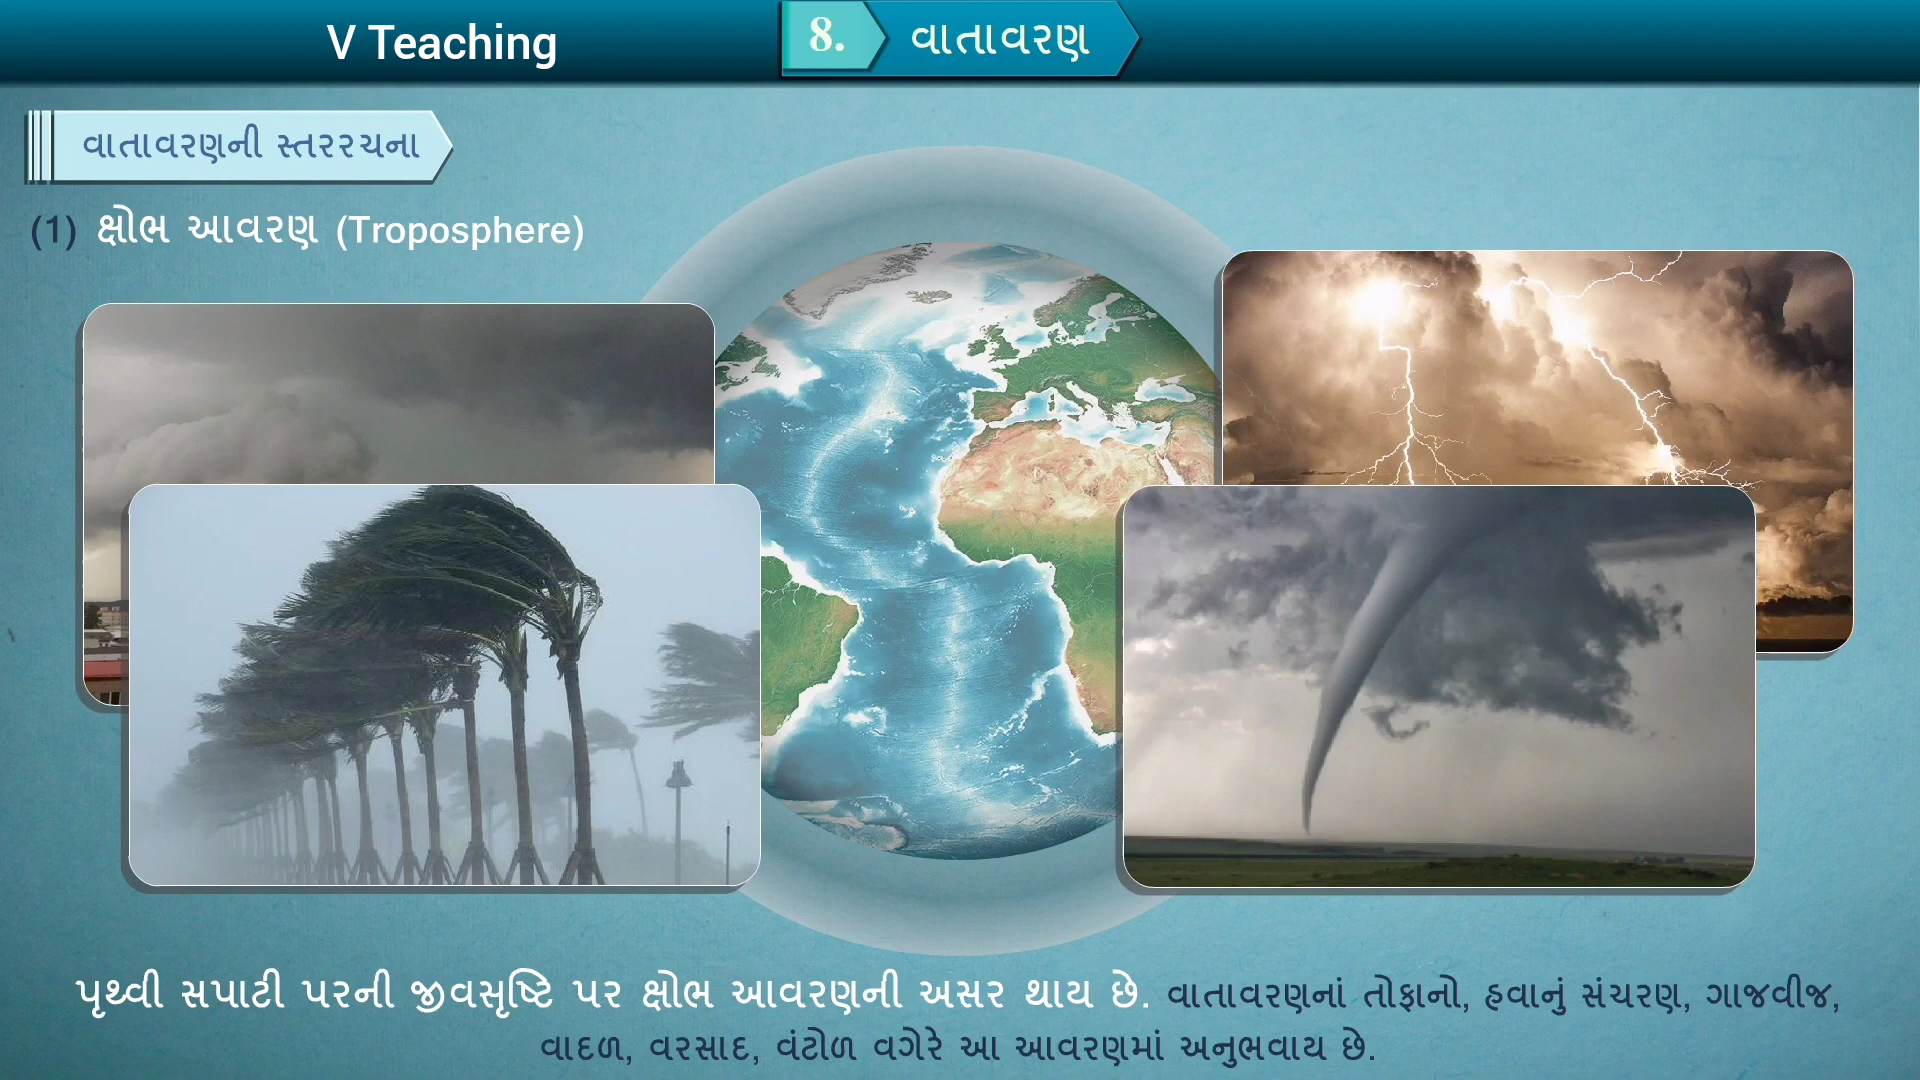 V Teaching
8. વાતાવરણ
વાતાવરણની સ્તરરચના
(1) ક્ષોભ આવરણ (Troposphere)
પૃથ્વી સપાટી પરની જીવસૃષ્ટિ પર ક્ષોભ આવરણની અસર થાય છે. વાતાવરણનાં તોફાનો, હવાનું સંચરણ, ગાજવીજ,
વાદળ, વરસાદ, વંટોળ વગેરે આ આવરણમાં અનુભવાય છે.